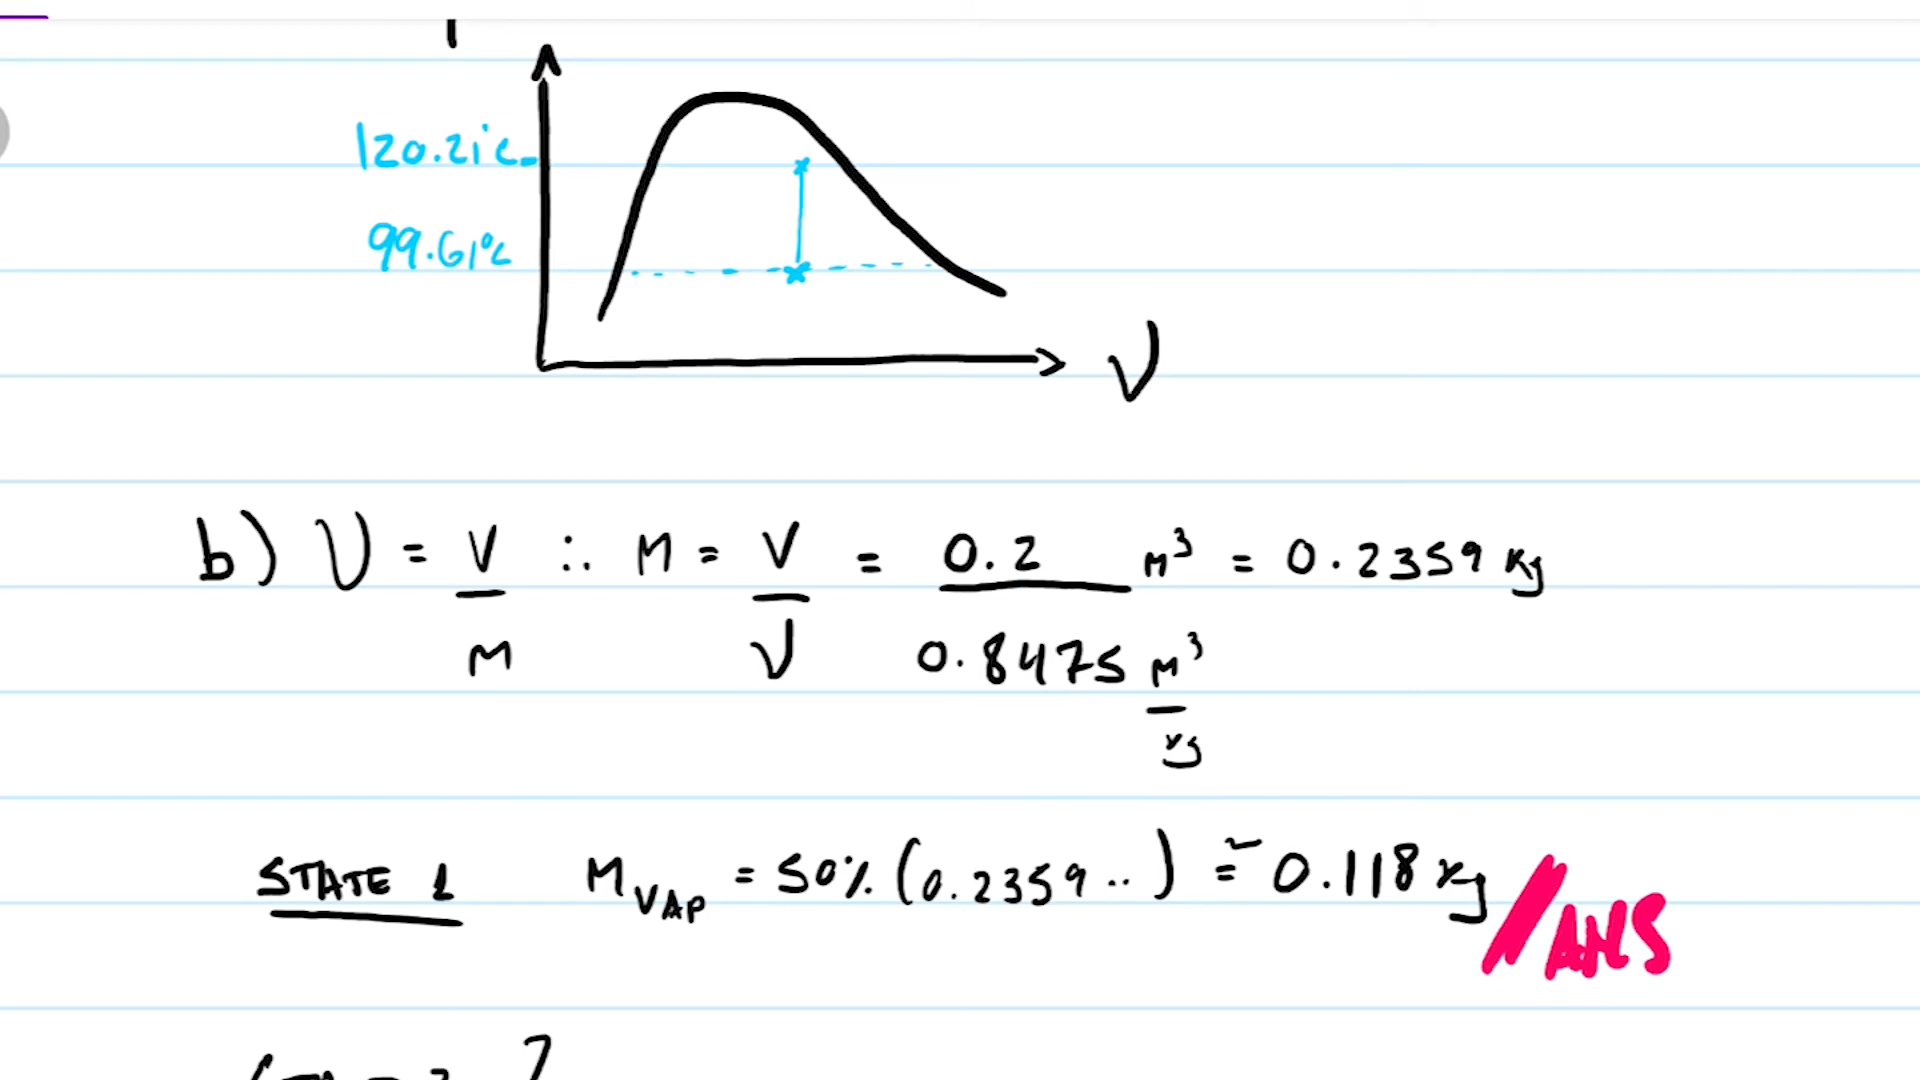 120.21°C
99.61°C
ν
b) ν = V/M ∴ M = V/ν = 0.2 M³ / 0.8475 M³/kg = 0.2359 kg
STATE 1 M VAP = 50% (0.2359..) ≅ 0.118 kg // ANS